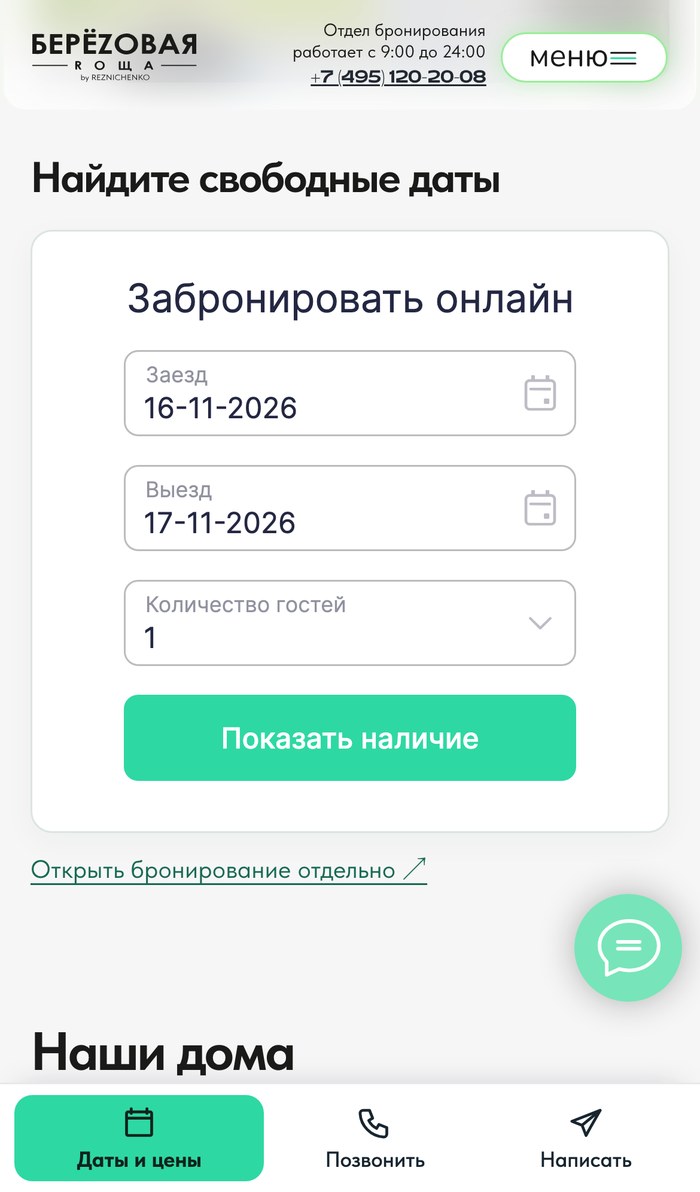 БЕРЁZОВАЯ
RОЩА
by REZNICHENKO
Отдел бронирования
работает с 9:00 до 24:00
+7 (495) 120-20-08
меню
Найдите свободные даты
Забронировать онлайн
Заезд
16-11-2026
Выезд
17-11-2026
Количество гостей
1
Показать наличие
Открыть бронирование отдельно ↗
Наши дома
Даты и цены
Позвонить
Написать